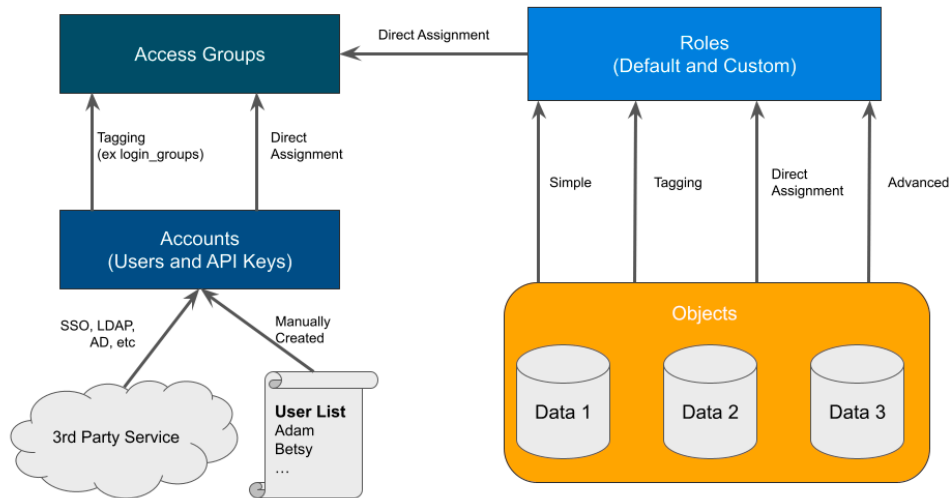 Access Groups
Direct Assignment
Roles
(Default and Custom)
Tagging
(ex login_groups)
Direct
Assignment
Simple
Tagging
Direct
Assignment
Advanced
Accounts
(Users and API Keys)
SSO, LDAP,
AD, etc
Manually
Created
3rd Party Service
User List
Adam
Betsy
...
Objects
Data 1
Data 2
Data 3